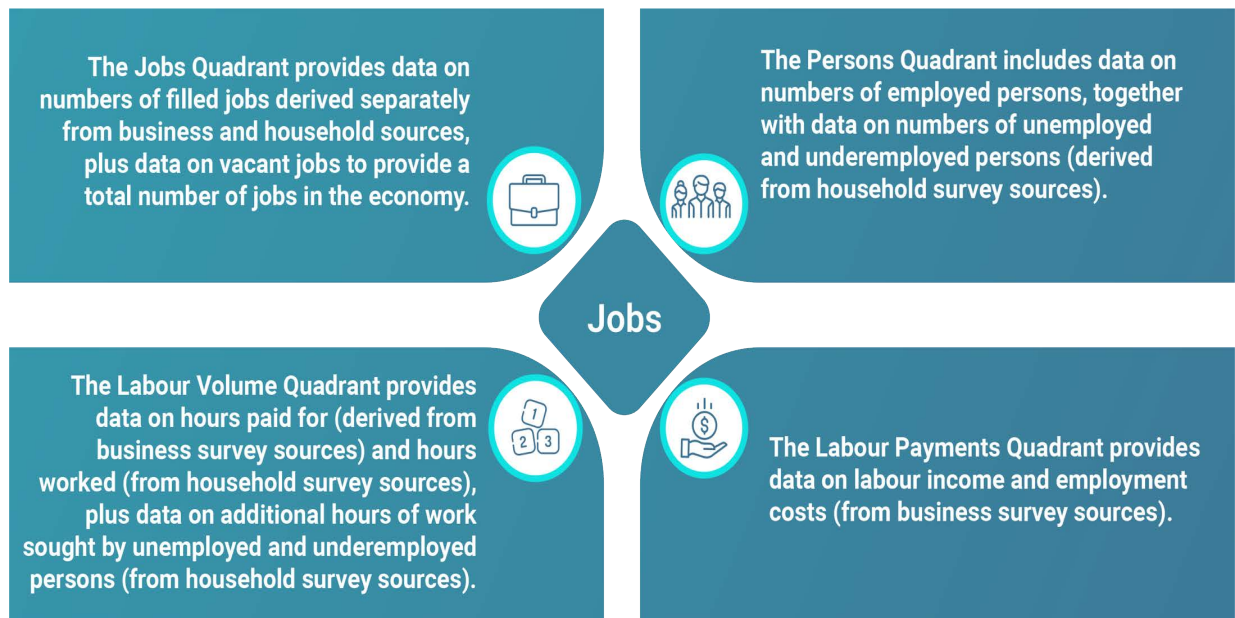 The Jobs Quadrant provides data on
numbers of filled jobs derived separately
from business and household sources,
plus data on vacant jobs to provide a
total number of jobs in the economy.
The Persons Quadrant includes data on
numbers of employed persons, together
with data on numbers of unemployed
and underemployed persons (derived
from household survey sources).
Jobs
The Labour Volume Quadrant provides
data on hours paid for (derived from
business survey sources) and hours
worked (from household survey sources),
plus data on additional hours of work
sought by unemployed and underemployed
persons (from household survey sources).
1
2 3
$
The Labour Payments Quadrant provides
data on labour income and employment
costs (from business survey sources).